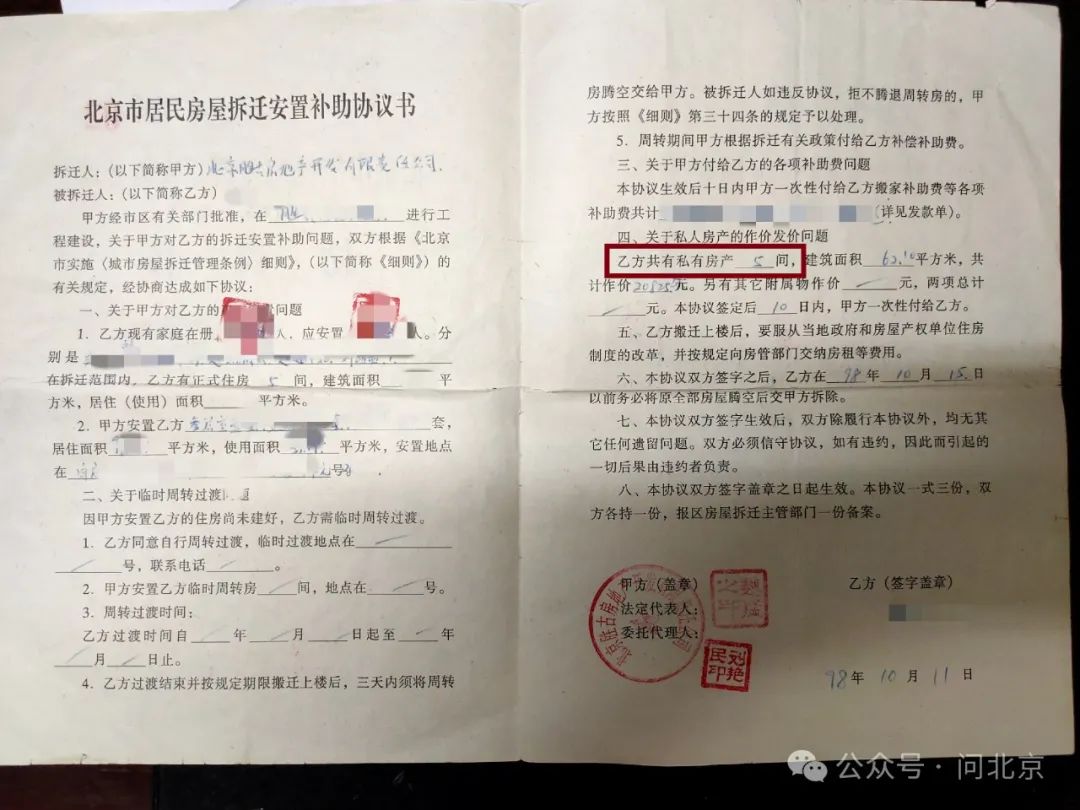 北京市居民房屋拆迁安置补助协议书
拆迁人：（以下简称甲方）北京胜古房地产开发有限责任公司.
被拆迁人：（以下简称乙方）
甲方经市区有关部门批准，在 进行工
程建设，关于甲方对乙方的拆迁安置补助问题，双方根据《北京
市实施〈城市房屋拆迁管理条例〉细则》，（以下简称《细则》）的
有关规定，经协商达成如下协议：
一、关于甲方对乙方的 问题
1．乙方现有家庭在册 人，应安置 人。分
别是
在拆迁范围内，乙方有正式住房 5 间，建筑面积 平
方米，居住（使用）面积 平方米。
2．甲方安置乙方 套，
居住面积 平方米，使用面积 平方米，安置地点
在 号
二、关于临时周转过渡问题
因甲方安置乙方的住房尚未建好，乙方需临时周转过渡。
1．乙方同意自行周转过渡，临时过渡地点在
号，联系电话 。
2．甲方安置乙方临时周转房 间，地点在 号。
3．周转过渡时间：
乙方过渡时间自 年 月 日起至 年
月 日止。
4．乙方过渡结束并按规定期限搬迁上楼后，三天内须将周转
房腾空交给甲方。被拆迁人如违反协议，拒不腾退周转房的，甲
方按照《细则》第三十四条的规定予以处理。
5．周转期间甲方根据拆迁有关政策付给乙方补偿补助费。
三、关于甲方付给乙方的各项补助费问题
本协议生效后十日内甲方一次性付给乙方搬家补助费等各项
补助费共计 （详见发款单）。
四、关于私人房产的作价发价问题
乙方共有私有房产 5 间，建筑面积 62.10平方米，共
计作价20825元。另有其它附属物作价 元，两项总计
元。本协议签定后 10 日内，甲方一次性付给乙方。
五、乙方搬迁上楼后，要服从当地政府和房屋产权单位住房
制度的改革，并按规定向房管部门交纳房租等费用。
六、本协议双方签字之后，乙方在 98 年 10 月 15 日
以前务必将原全部房屋腾空后交甲方拆除。
七、本协议双方签字生效后，双方除履行本协议外，均无其
它任何遗留问题。双方必须信守协议，如有违约，因此而引起的
一切后果由违约者负责。
八、本协议双方签字盖章之日起生效。本协议一式三份，双
方各持一份，报区房屋拆迁主管部门一份备案。
甲方（盖章） 乙方（签字盖章）
法定代表人：
委托代理人：
刘艳民印
98 年 10 月 11 日
公众号·问北京